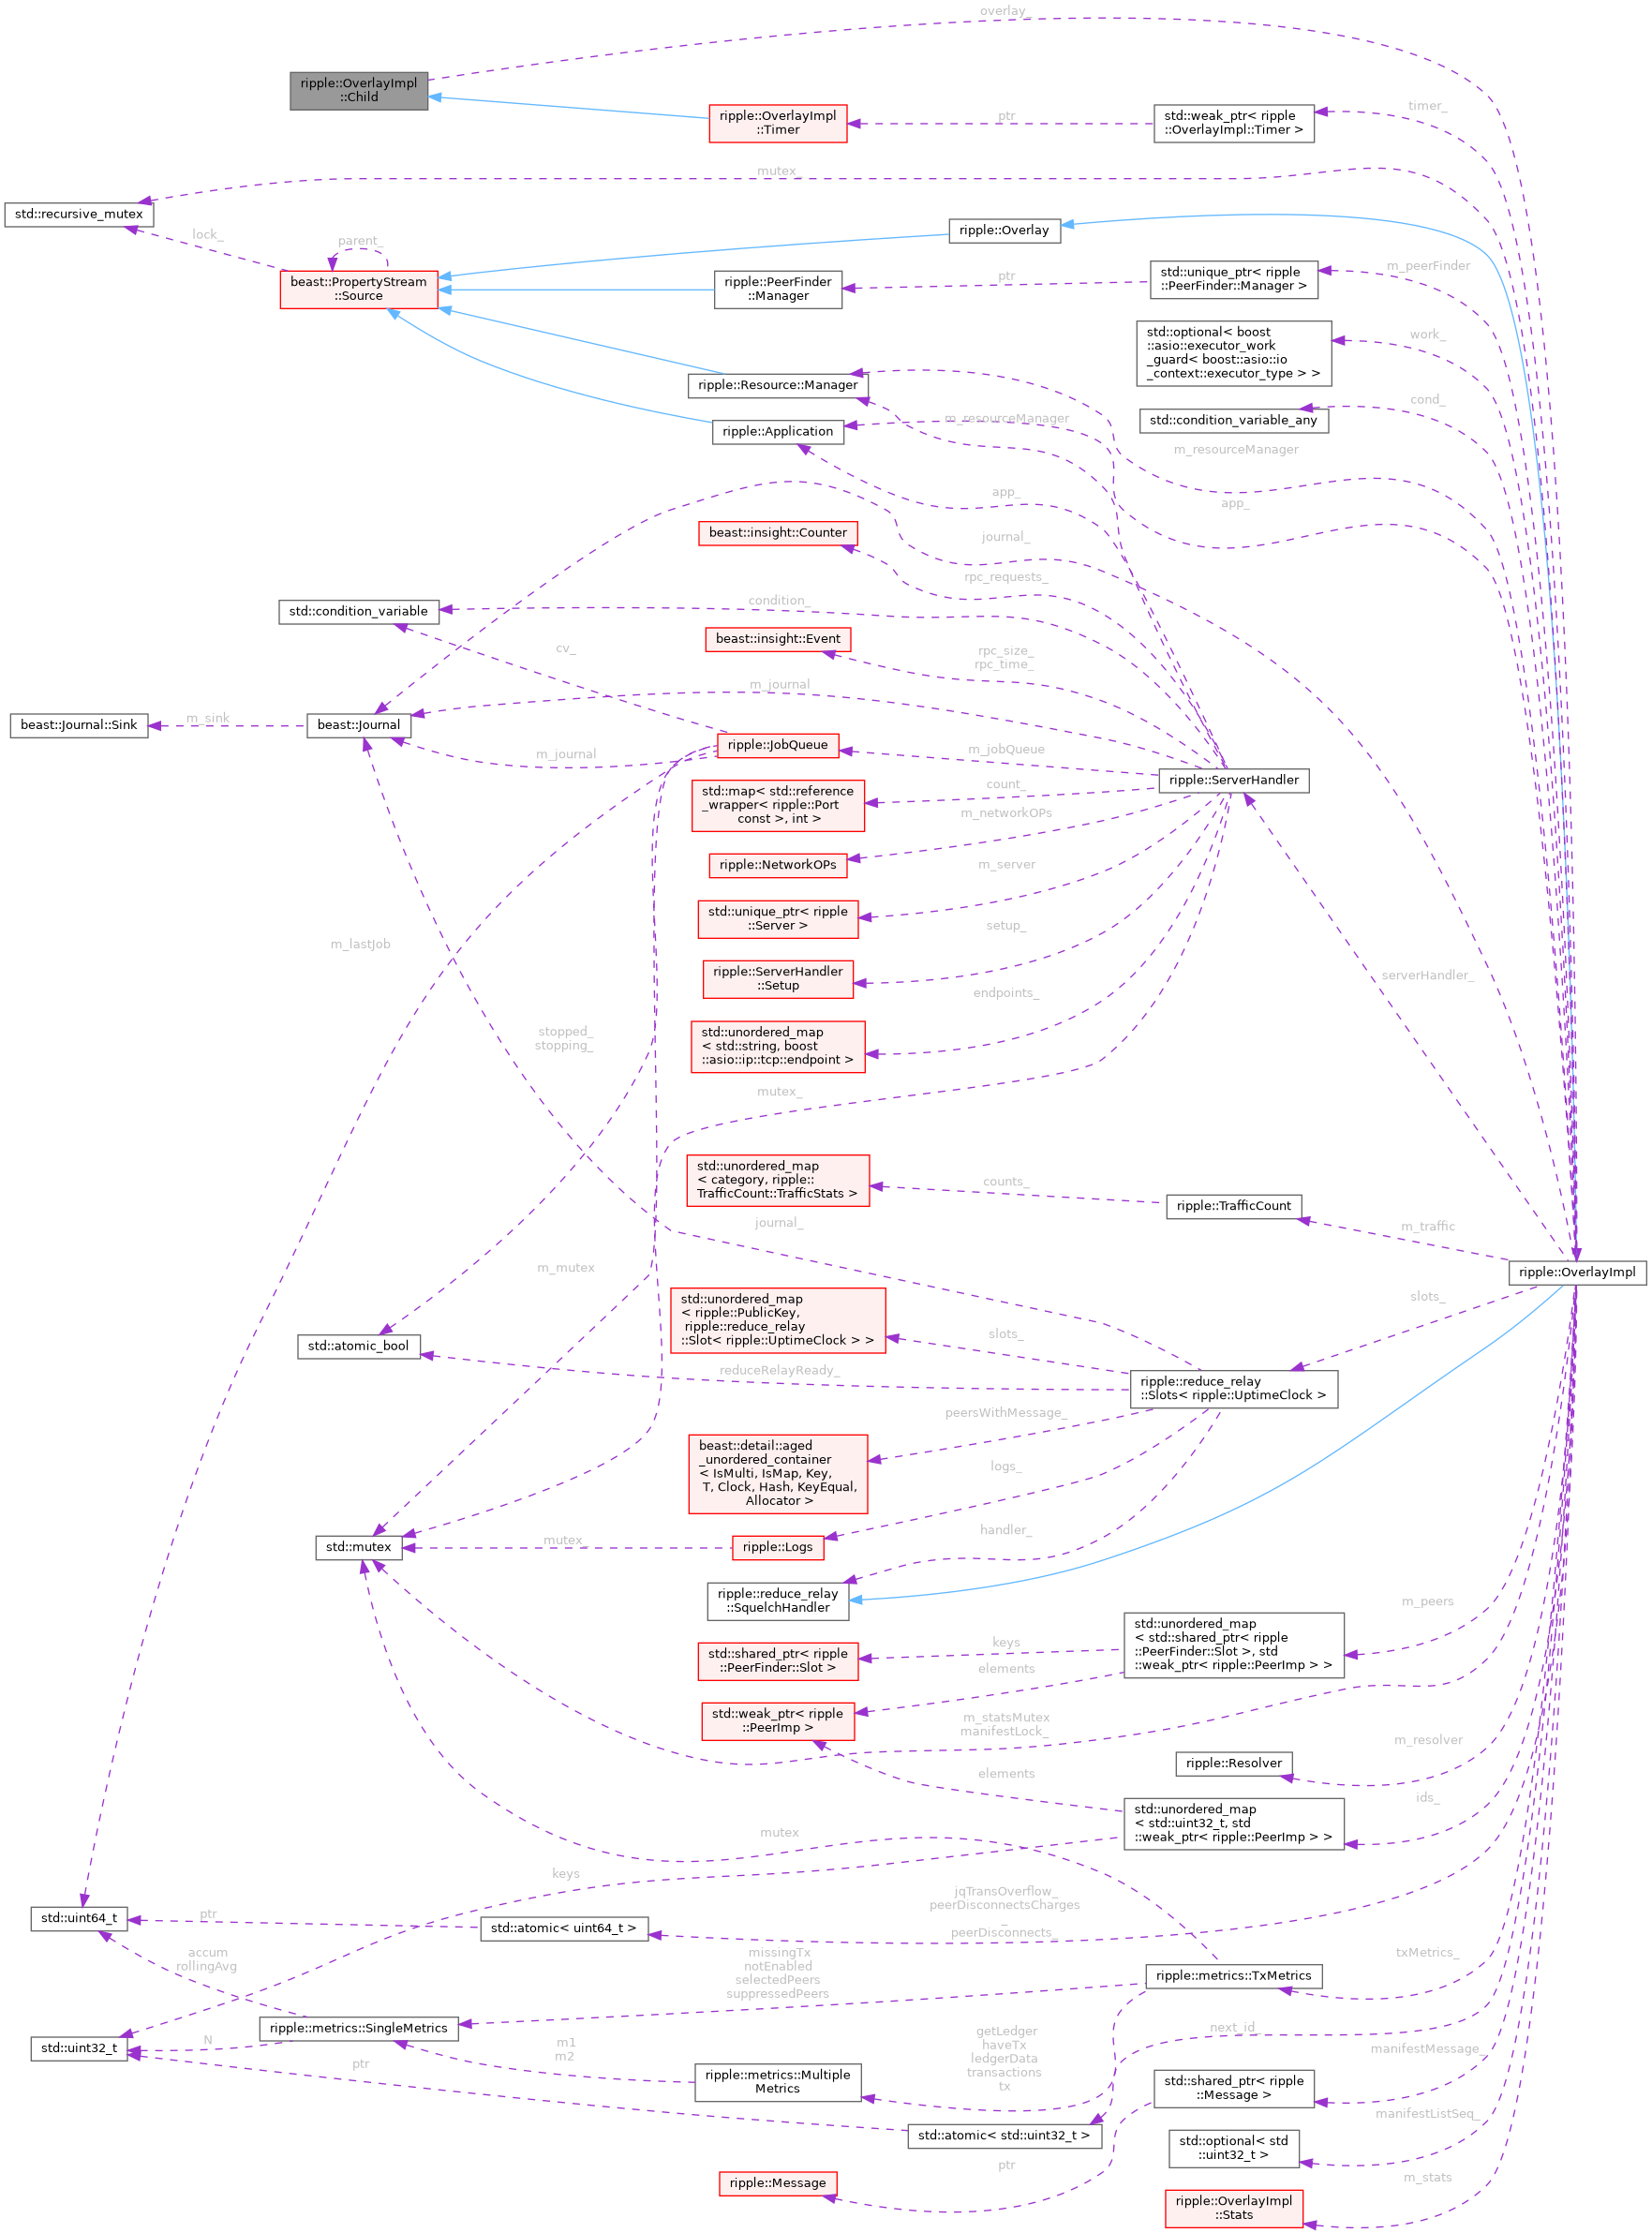 overlay_
ripple::OverlayImpl
::Child
timer_
ripple::OverlayImpl
::Timer
ptr
std::weak_ptr< ripple
::OverlayImpl::Timer >
mutex_
std::recursive_mutex
lock_
parent_
ripple::Overlay
beast::PropertyStream
::Source
ripple::PeerFinder
::Manager
ptr
std::unique_ptr< ripple
::PeerFinder::Manager >
m_peerFinder
std::optional< boost
::asio::executor_work
_guard< boost::asio::io
_context::executor_type > >
work_
ripple::Resource::Manager
cond_
std::condition_variable_any
m_resourceManager
ripple::Application
m_resourceManager
app_
app_
journal_
beast::insight::Counter
rpc_requests_
std::condition_variable
condition_
beast::insight::Event
cv_
rpc_size_
rpc_time_
m_journal
beast::Journal::Sink
m_sink
beast::Journal
m_journal
ripple::JobQueue
m_jobQueue
ripple::ServerHandler
std::map< std::reference
_wrapper< ripple::Port
const >, int >
count_
m_networkOPs
ripple::NetworkOPs
m_server
std::unique_ptr< ripple
::Server >
setup_
m_lastJob
ripple::ServerHandler
::Setup
serverHandler_
endpoints_
stopped_
stopping_
std::unordered_map
< std::string, boost
::asio::ip::tcp::endpoint >
mutex_
std::unordered_map
< category, ripple::
TrafficCount::TrafficStats >
counts_
ripple::TrafficCount
journal_
m_traffic
m_mutex
ripple::OverlayImpl
std::unordered_map
< ripple::PublicKey,
ripple::reduce_relay
::Slot< ripple::UptimeClock > >
slots_
slots_
std::atomic_bool
reduceRelayReady_
ripple::reduce_relay
::Slots< ripple::UptimeClock >
peersWithMessage_
beast::detail::aged
_unordered_container
< IsMulti, IsMap, Key,
T, Clock, Hash, KeyEqual,
Allocator >
logs_
std::mutex
mutex_
ripple::Logs
handler_
ripple::reduce_relay
::SquelchHandler
m_peers
std::unordered_map
< std::shared_ptr< ripple
::PeerFinder::Slot >, std
::weak_ptr< ripple::PeerImp > >
keys
std::shared_ptr< ripple
::PeerFinder::Slot >
elements
std::weak_ptr< ripple
::PeerImp >
m_statsMutex
manifestLock_
m_resolver
ripple::Resolver
elements
ids_
std::unordered_map
< std::uint32_t, std
::weak_ptr< ripple::PeerImp > >
mutex
keys
jqTransOverflow_
peerDisconnectsCharges
_
peerDisconnects_
std::uint64_t
ptr
std::atomic< uint64_t >
accum
rollingAvg
missingTx
notEnabled
selectedPeers
suppressedPeers
txMetrics_
ripple::metrics::TxMetrics
ripple::metrics::SingleMetrics
next_id_
std::uint32_t
N
getLedger
haveTx
ledgerData
transactions
tx
m1
m2
ptr
manifestMessage_
ripple::metrics::Multiple
Metrics
std::shared_ptr< ripple
::Message >
manifestListSeq_
std::atomic< std::uint32_t >
std::optional< std
::uint32_t >
ptr
ripple::Message
m_stats
ripple::OverlayImpl
::Stats